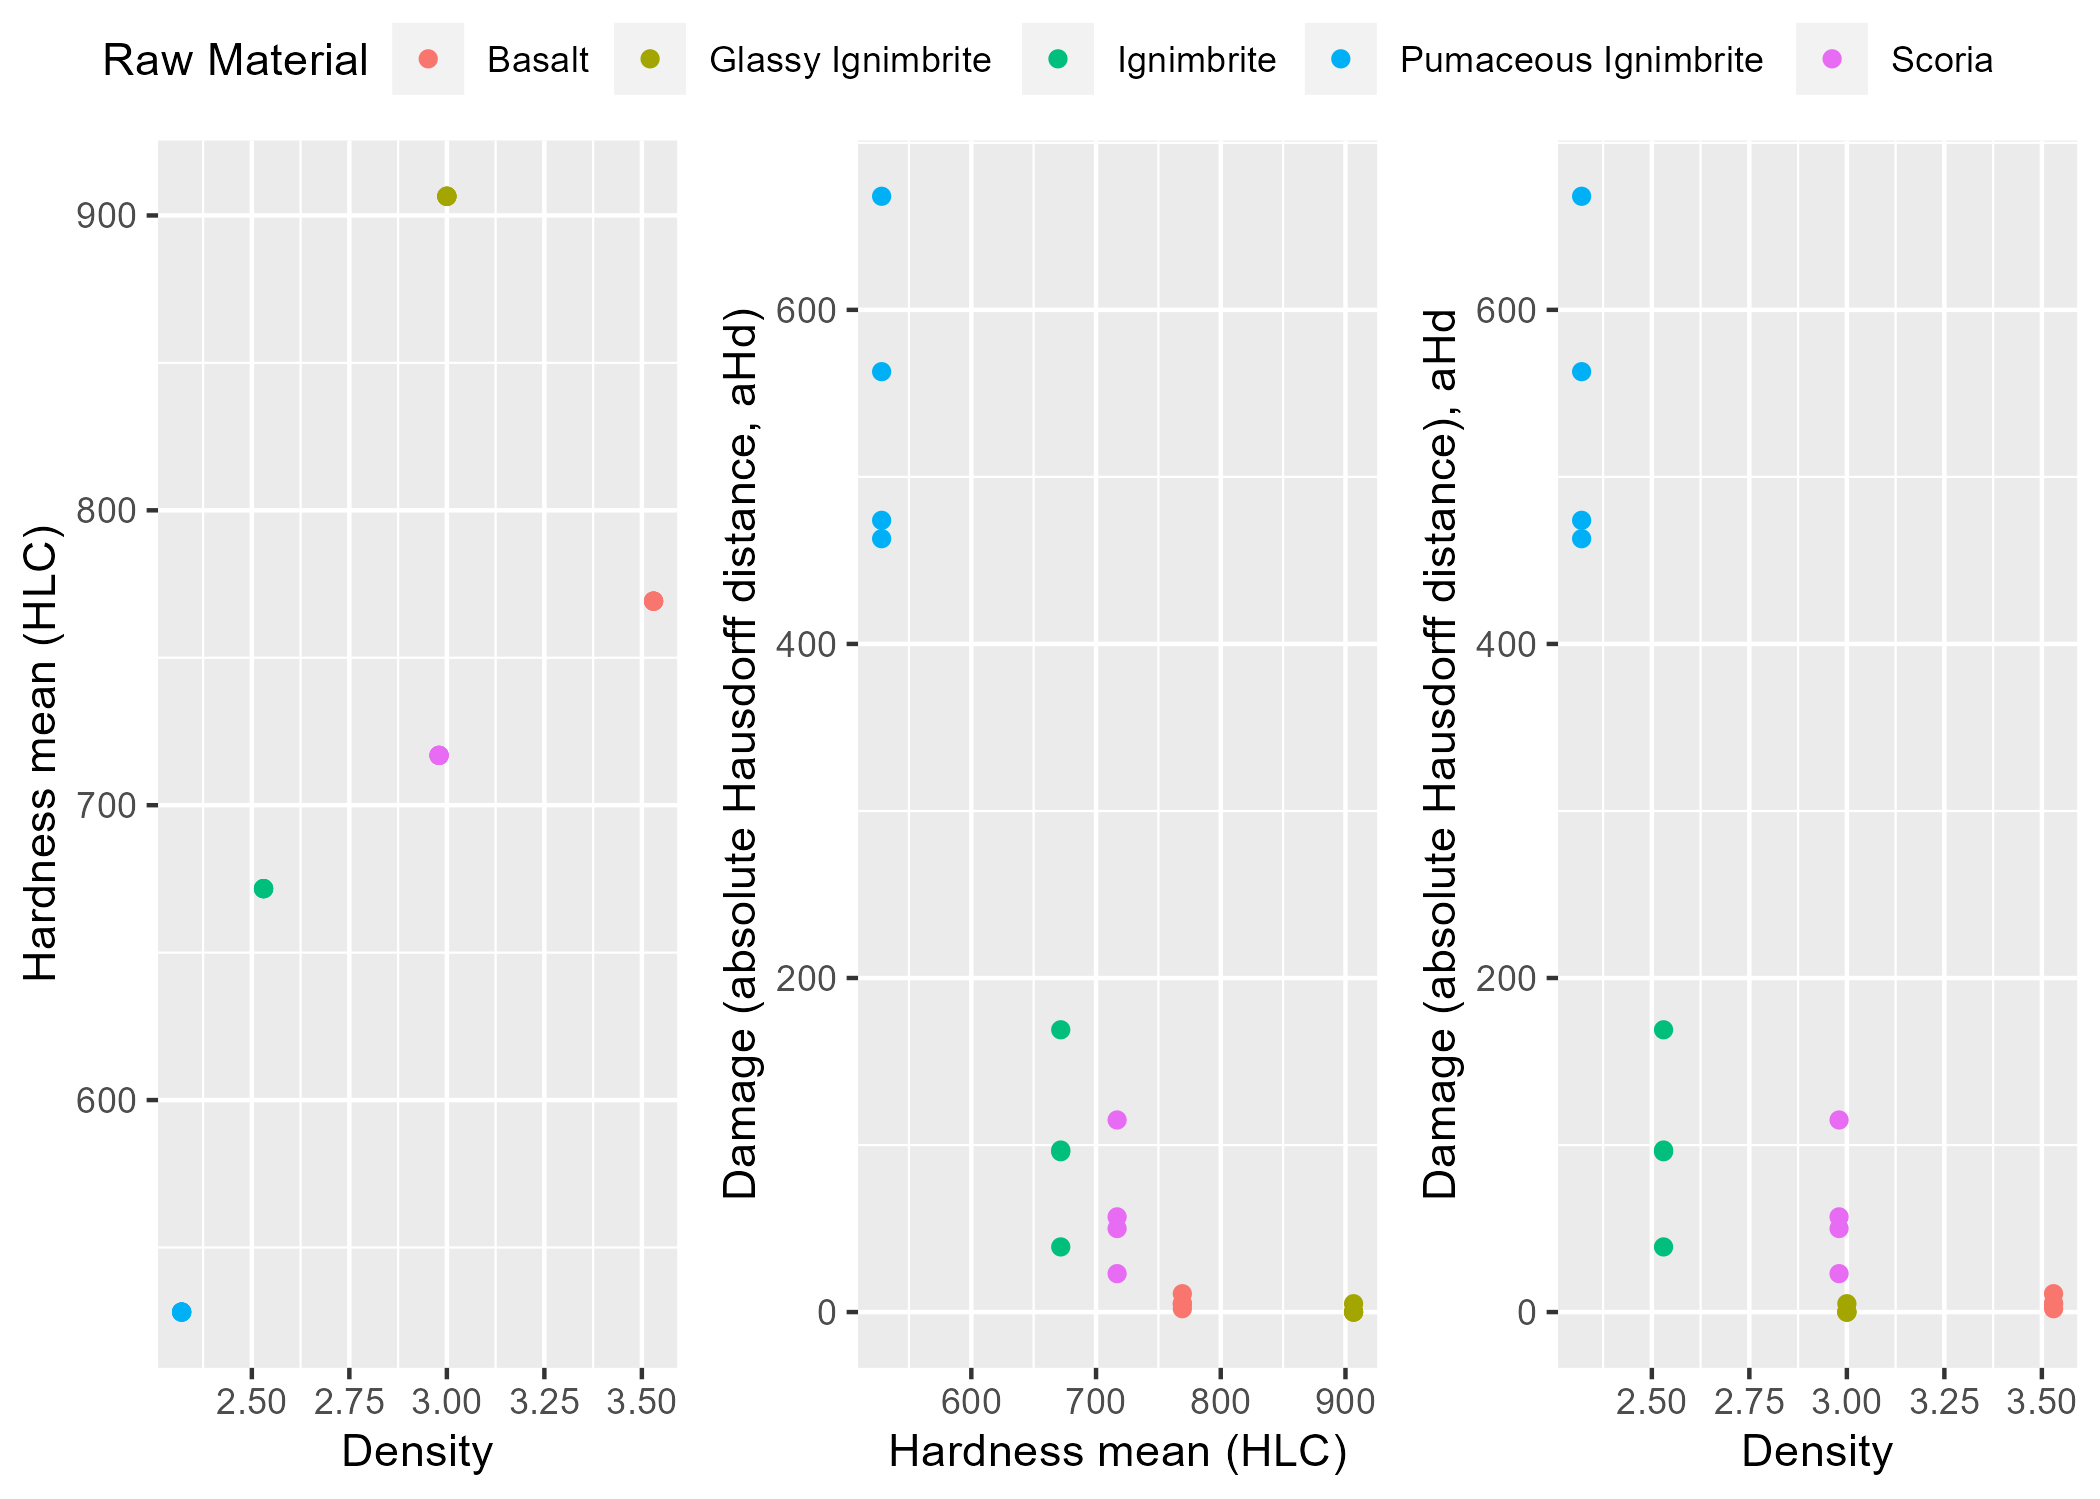 Raw Material Basalt Glassy Ignimbrite Ignimbrite Pumaceous Ignimbrite Scoria
Hardness mean (HLC)
900
800
700
600
2.50 2.75 3.00 3.25 3.50
Density
Damage (absolute Hausdorff distance, aHd)
600
400
200
0
600 700 800 900
Hardness mean (HLC)
Damage (absolute Hausdorff distance), aHd
600
400
200
0
2.50 2.75 3.00 3.25 3.50
Density